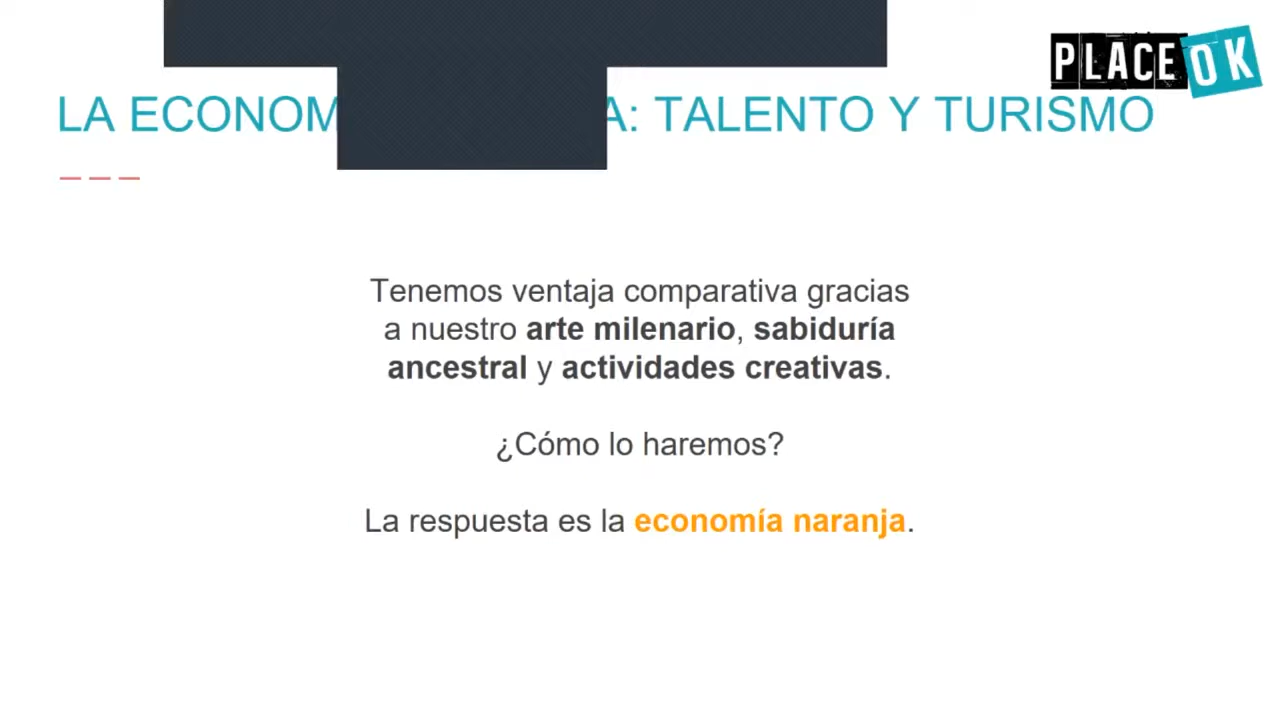 PLACE OK
LA ECONOM A: TALENTO Y TURISMO
Tenemos ventaja comparativa gracias
a nuestro arte milenario, sabiduría
ancestral y actividades creativas.
¿Cómo lo haremos?
La respuesta es la economía naranja.